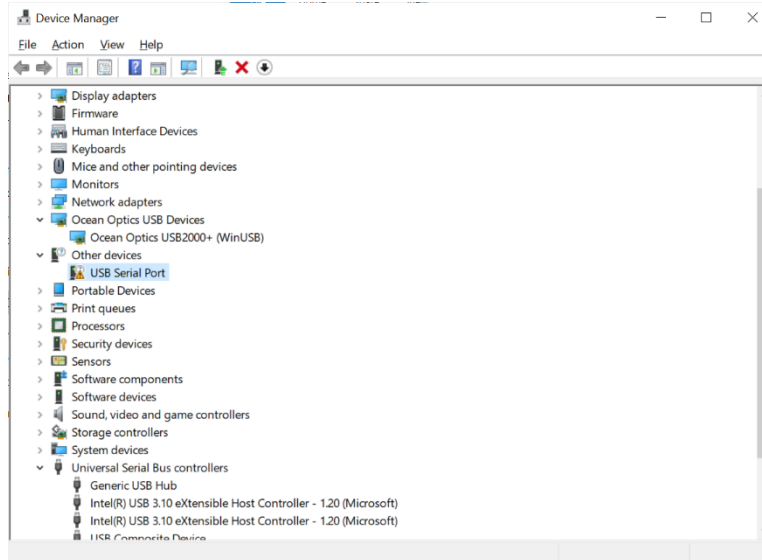 Device Manager
File Action View Help
Display adapters
Firmware
Human Interface Devices
Keyboards
Mice and other pointing devices
Monitors
Network adapters
Ocean Optics USB Devices
Ocean Optics USB2000+ (WinUSB)
Other devices
USB Serial Port
Portable Devices
Print queues
Processors
Security devices
Sensors
Software components
Software devices
Sound, video and game controllers
Storage controllers
System devices
Universal Serial Bus controllers
Generic USB Hub
Intel(R) USB 3.10 eXtensible Host Controller - 1.20 (Microsoft)
Intel(R) USB 3.10 eXtensible Host Controller - 1.20 (Microsoft)
USB Composite Device